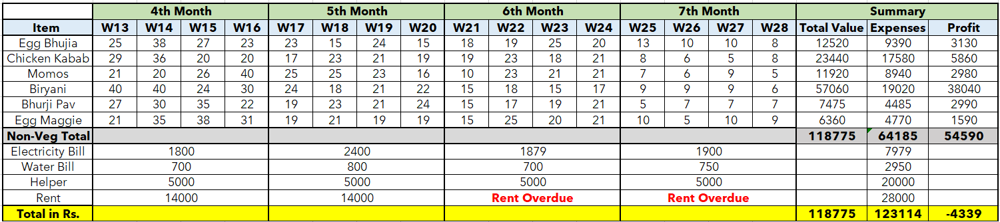 4th Month 5th Month 6th Month 7th Month Summary
Item W13 W14 W15 W16 W17 W18 W19 W20 W21 W22 W23 W24 W25 W26 W27 W28 Total Value Expenses Profit
Egg Bhujia 25 38 27 23 23 15 24 15 18 19 25 20 13 10 10 8 12520 9390 3130
Chicken Kabab 29 36 20 20 17 23 21 19 19 23 18 21 8 6 5 8 23440 17580 5860
Momos 21 20 26 40 25 25 23 16 10 23 21 21 7 6 9 5 11920 8940 2980
Biryani 40 40 24 30 24 18 21 22 15 18 15 17 9 9 9 6 57060 19020 38040
Bhurji Pav 27 30 35 22 19 23 21 24 15 17 19 21 5 7 7 7 7475 4485 2990
Egg Maggie 21 35 38 31 19 21 19 19 15 25 20 21 10 5 10 9 6360 4770 1590
Non-Veg Total 118775 64185 54590
Electricity Bill 1800 2400 1879 1900 7979
Water Bill 700 800 700 750 2950
Helper 5000 5000 5000 5000 20000
Rent 14000 14000 Rent Overdue Rent Overdue 28000
Total in Rs. 118775 123114 -4339